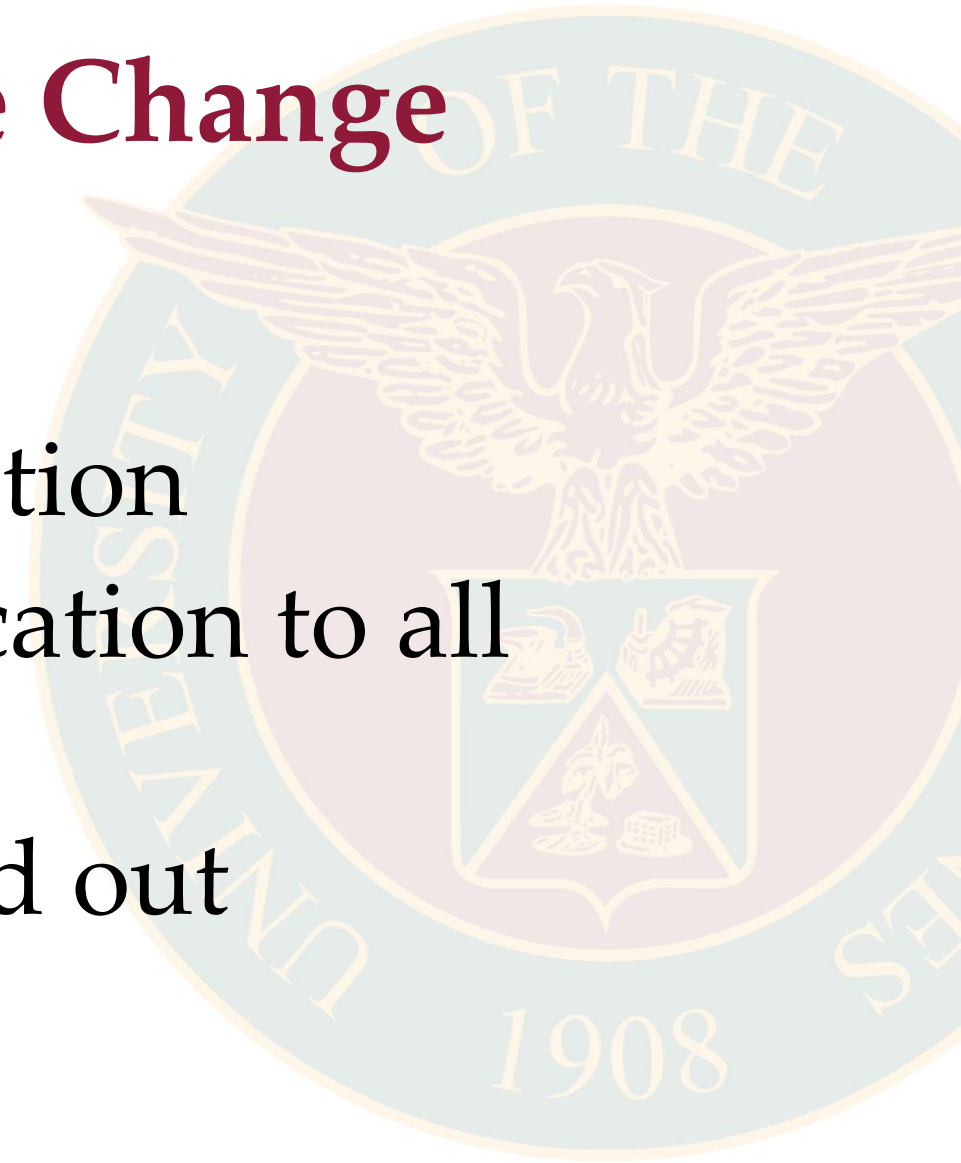 e Change
tion
cation to all
d out
UNIVERSITY OF THE
ES
1908